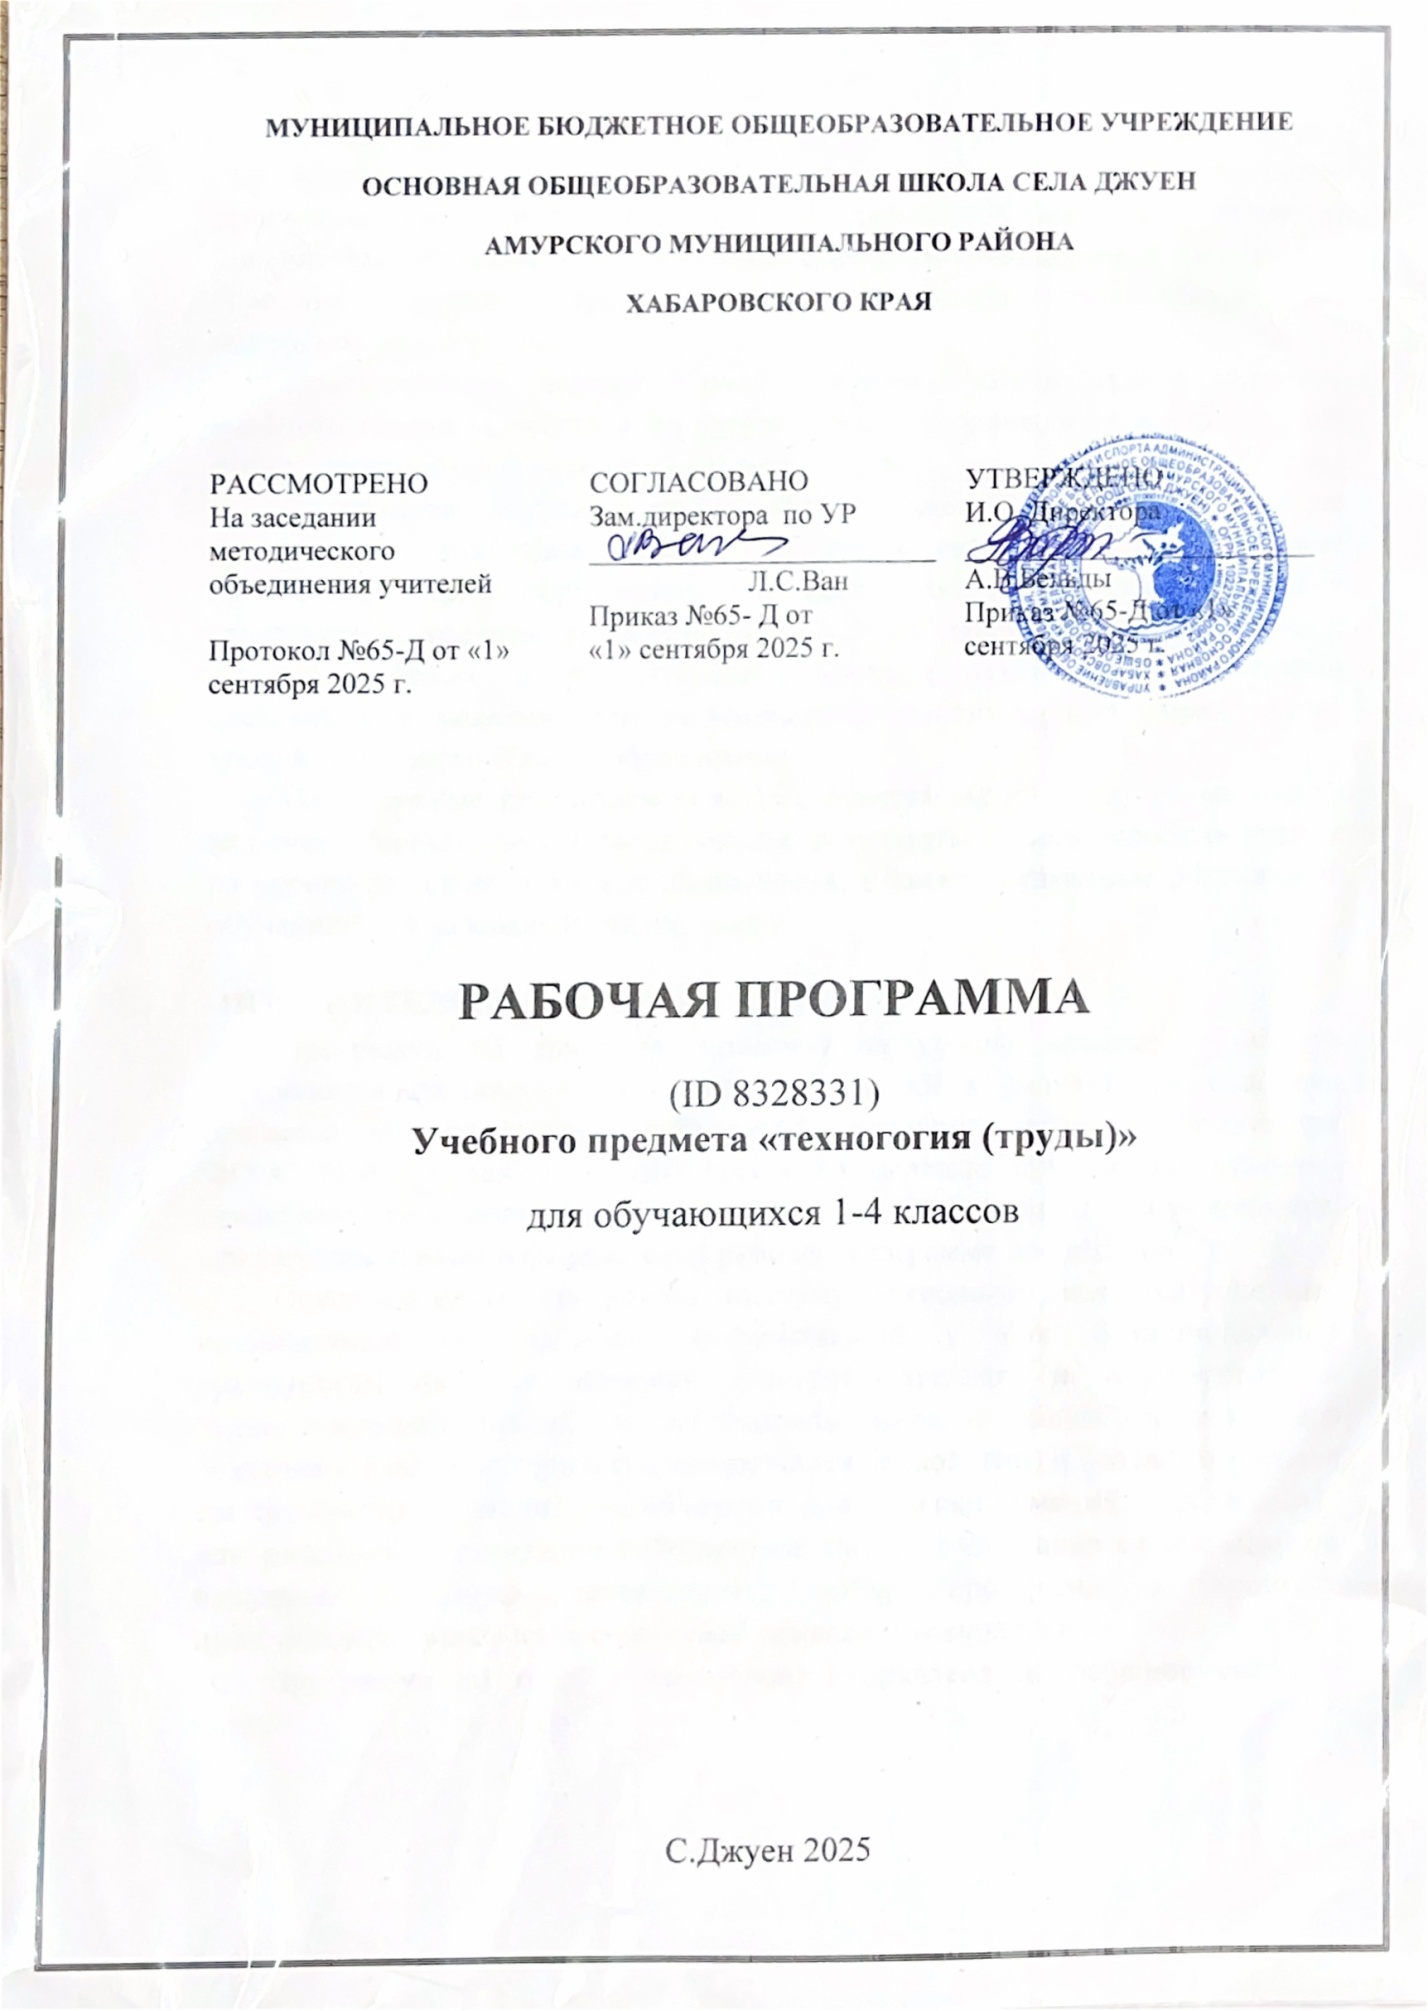 МУНИЦИПАЛЬНОЕ БЮДЖЕТНОЕ ОБЩЕОБРАЗОВАТЕЛЬНОЕ УЧРЕЖДЕНИЕ
ОСНОВНАЯ ОБЩЕОБРАЗОВАТЕЛЬНАЯ ШКОЛА СЕЛА ДЖУЕН
АМУРСКОГО МУНИЦИПАЛЬНОГО РАЙОНА
ХАБАРОВСКОГО КРАЯ
РАССМОТРЕНО
На заседании
методического
объединения учителей
Протокол №65-Д от «1»
сентября 2025 г.
СОГЛАСОВАНО
Зам.директора по УР
Л.С.Ван
Приказ №65- Д от
«1» сентября 2025 г.
УТВЕРЖДЕНО
И.О. Директора
Бельды
Приказ №65-Д от «1»
сентября 2025 г.
РАБОЧАЯ ПРОГРАММА
(ID 8328331)
Учебного предмета «техногогия (труды)»
для обучающихся 1-4 классов
С.Джуен 2025